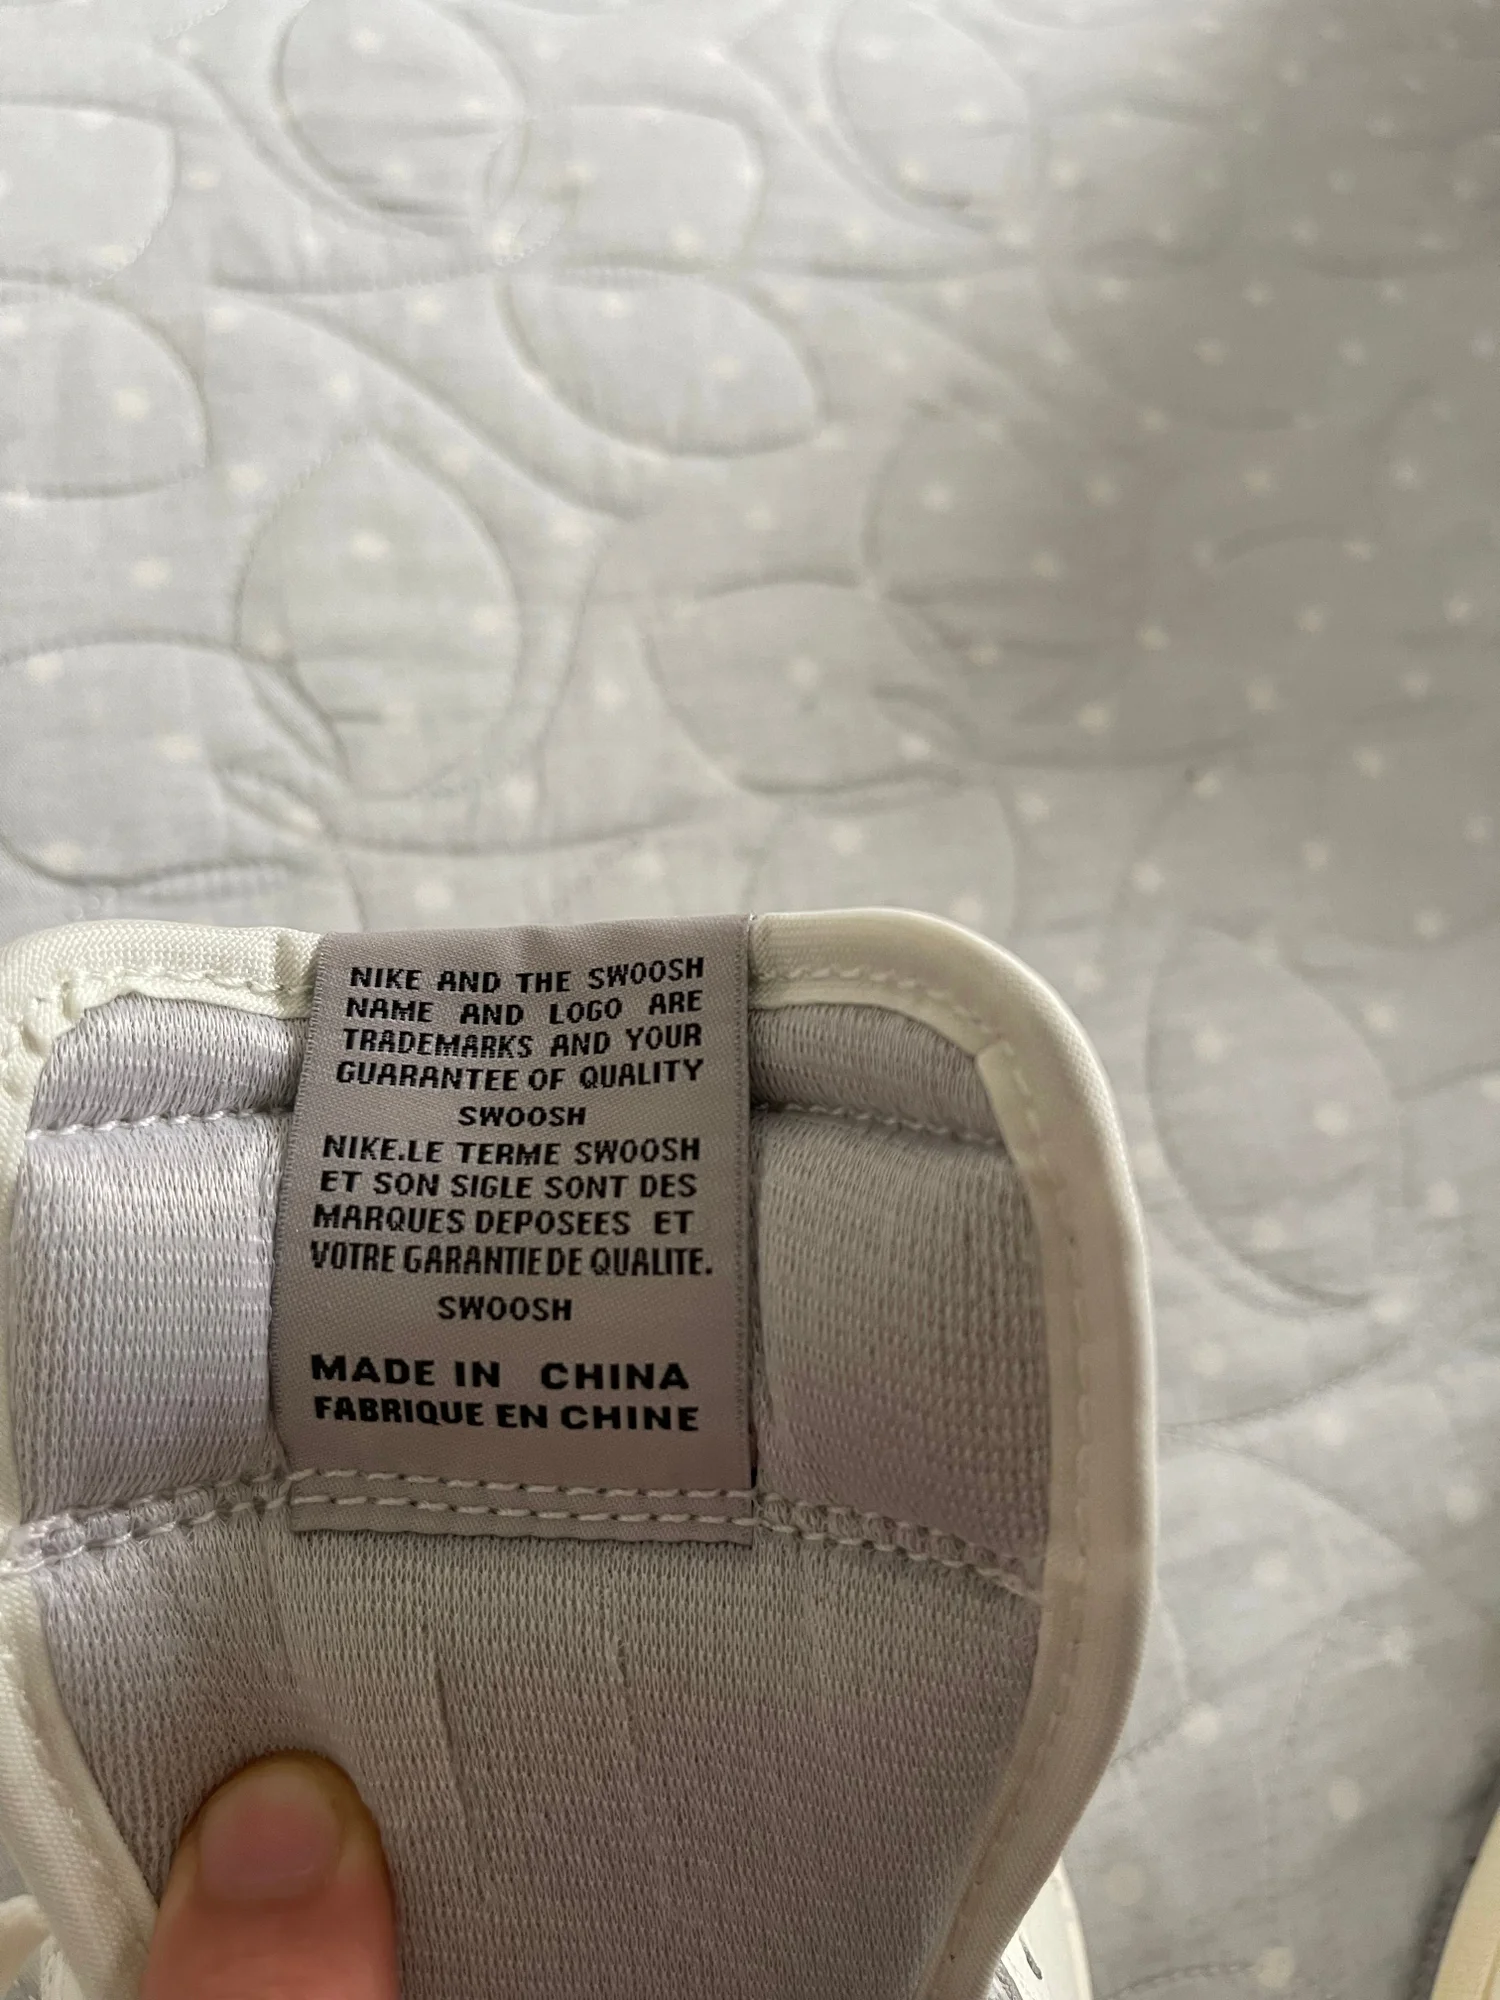 NIKE AND THE SWOOSH
NAME AND LOGO ARE
TRADEMARKS AND YOUR
GUARANTEE OF QUALITY
SWOOSH
NIKE.LE TERME SWOOSH
ET SON SIGLE SONT DES
MARQUES DEPOSEES ET
VOTRE GARANTIE DE QUALITE.
SWOOSH
MADE IN CHINA
FABRIQUE EN CHINE